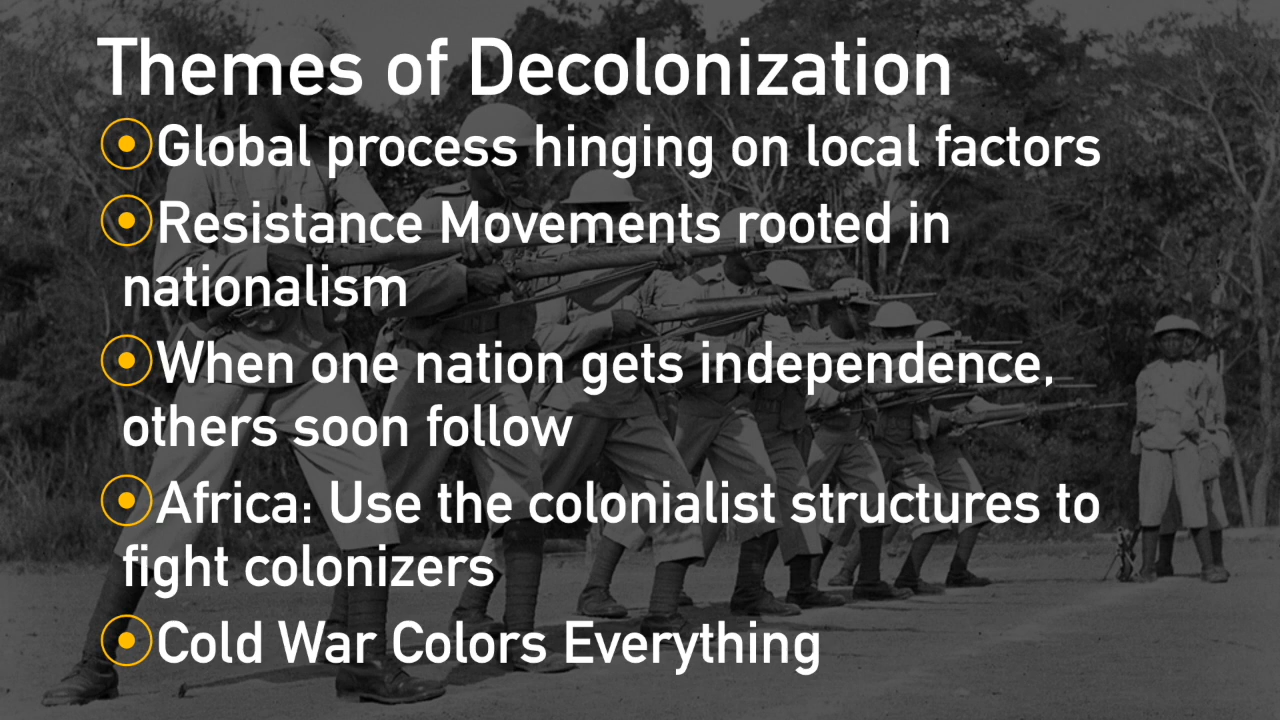 Themes of Decolonization
Global process hinging on local factors
Resistance Movements rooted in
nationalism
When one nation gets independence,
others soon follow
Africa: Use the colonialist structures to
fight colonizers
Cold War Colors Everything